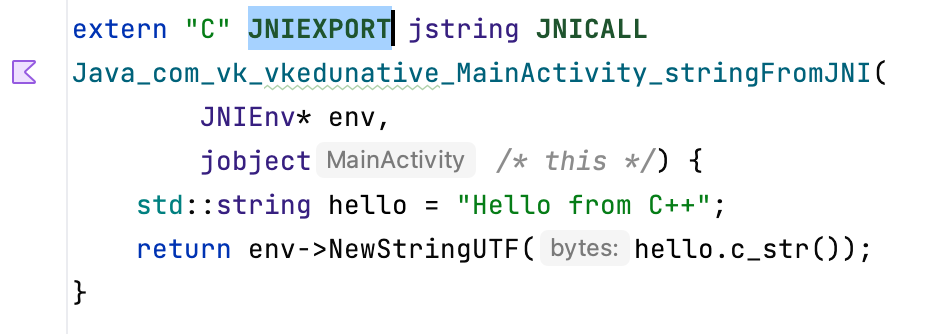 extern "C" JNIEXPORT jstring JNICALL
Java_com_vk_vkedunative_MainActivity_stringFromJNI(
        JNIEnv* env,
        jobject MainActivity /* this */) {
    std::string hello = "Hello from C++";
    return env->NewStringUTF( bytes: hello.c_str());
}